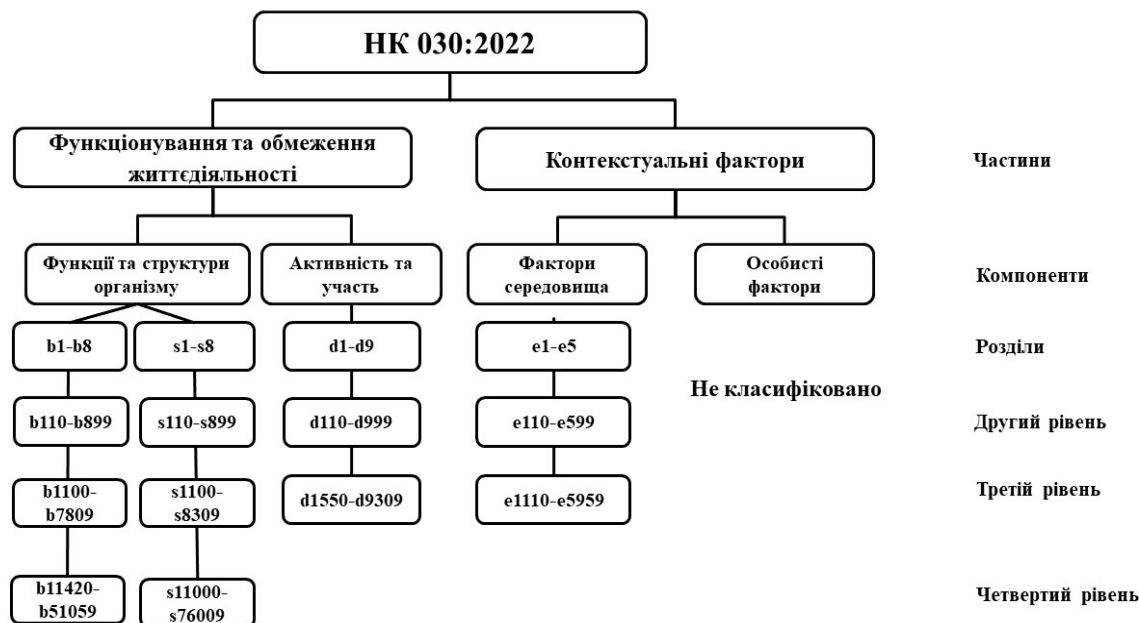 НК 030:2022
Функціонування та обмеження
життєдіяльності
Контекстуальні фактори
Частини
Функції та структури
організму
Активність та
участь
Фактори
середовища
Особисті
фактори
Компоненти
b1-b8
s1-s8
d1-d9
e1-e5
Розділи
Не класифіковано
b110-b899
s110-s899
d110-d999
e110-e599
Другий рівень
b1100-
b7809
s1100-
s8309
d1550-d9309
e1110-e5959
Третій рівень
b11420-
b51059
s11000-
s76009
Четвертий рівень